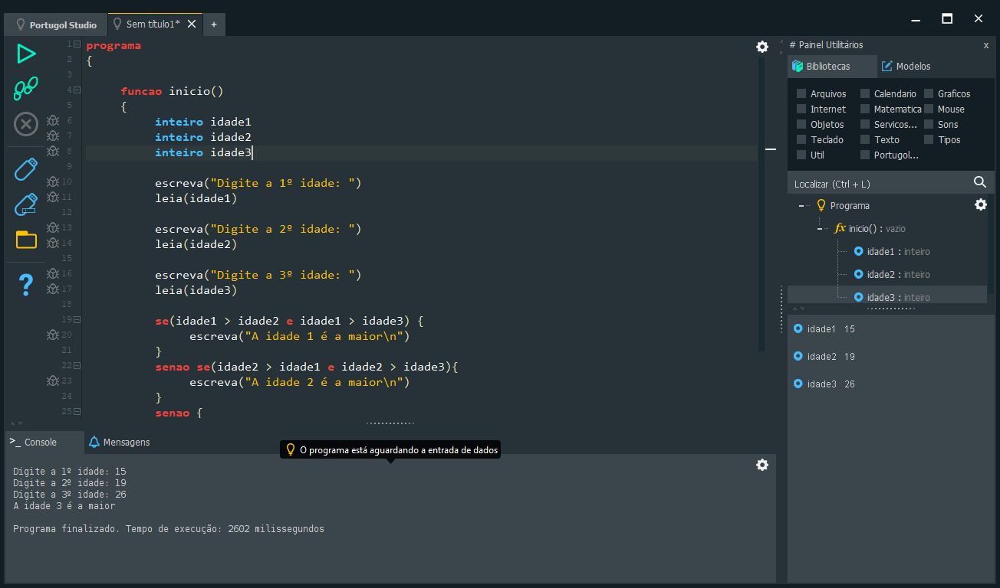 Portugol Studio
Sem título1*
+
1 programa
2 {
3
4 funcao inicio()
5 {
6 inteiro idade1
7 inteiro idade2
8 inteiro idade3
9
10 escreva("Digite a 1º idade: ")
11 leia(idade1)
12
13 escreva("Digite a 2º idade: ")
14 leia(idade2)
15
16 escreva("Digite a 3º idade: ")
17 leia(idade3)
18
19 se(idade1 > idade2 e idade1 > idade3) {
20 escreva("A idade 1 é a maior\n")
21 }
22 senao se(idade2 > idade1 e idade2 > idade3){
23 escreva("A idade 2 é a maior\n")
24 }
25 senao {
>_ Console
Mensagens
O programa está aguardando a entrada de dados
Digite a 1º idade: 15
Digite a 2º idade: 19
Digite a 3º idade: 26
A idade 3 é a maior
Programa finalizado. Tempo de execução: 2602 milissegundos
# Painel Utilitários x
Bibliotecas Modelos
Arquivos Calendario Graficos
Internet Matematica Mouse
Objetos Servicos... Sons
Teclado Texto Tipos
Util Portugol...
Localizar (Ctrl + L)
Programa
fx inicio() : vazio
idade1 : inteiro
idade2 : inteiro
idade3 : inteiro
idade1 15
idade2 19
idade3 26